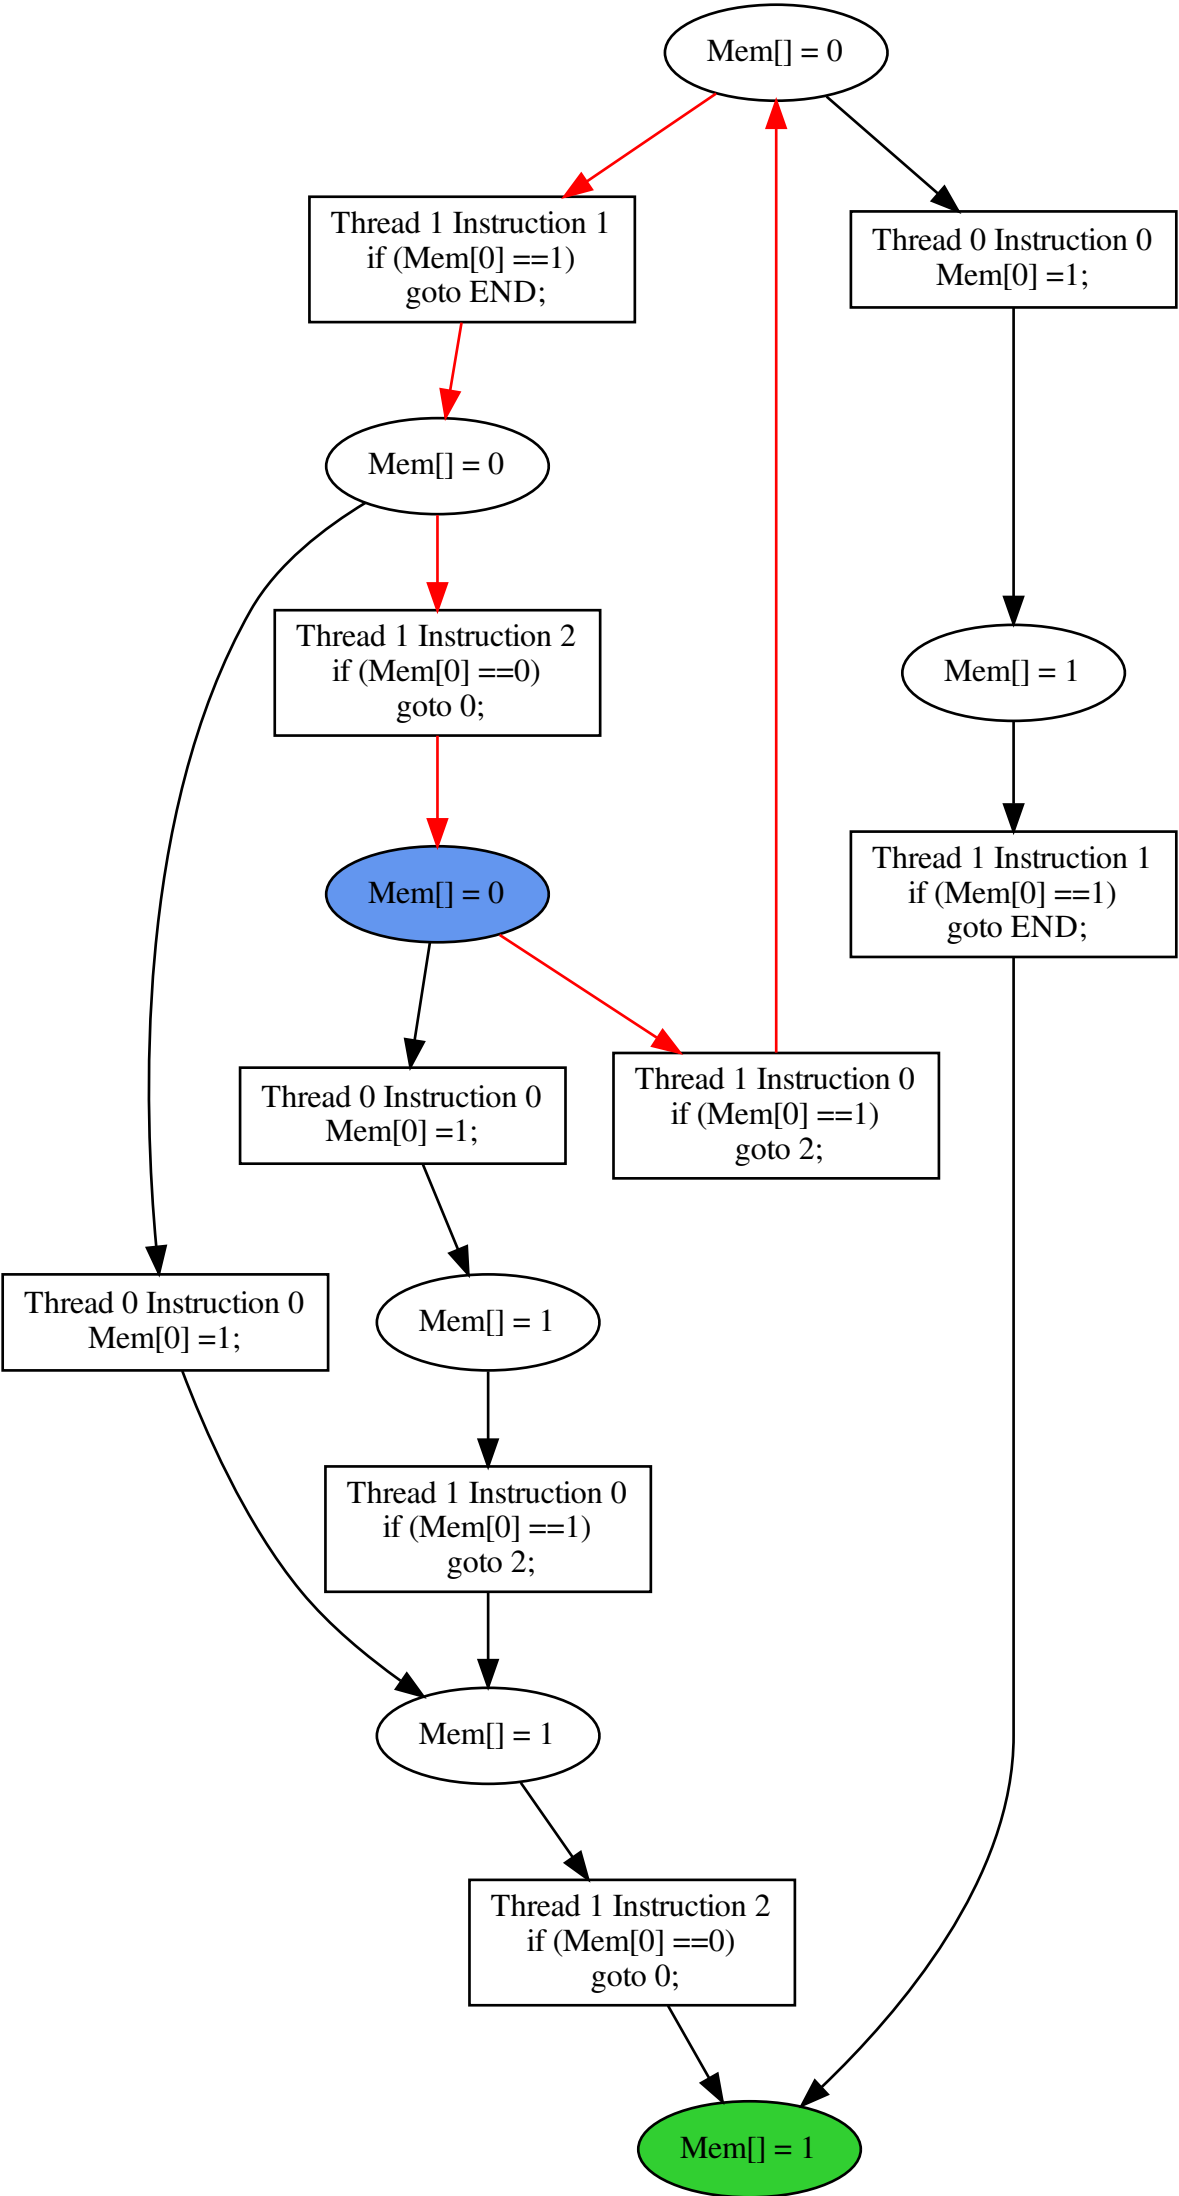 Mem[] = 0
Thread 1 Instruction 1
if (Mem[0] ==1)
goto END;
Thread 0 Instruction 0
Mem[0] =1;
Mem[] = 0
Thread 1 Instruction 2
if (Mem[0] ==0)
goto 0;
Mem[] = 1
Mem[] = 0
Thread 1 Instruction 1
if (Mem[0] ==1)
goto END;
Thread 0 Instruction 0
Mem[0] =1;
Thread 1 Instruction 0
if (Mem[0] ==1)
goto 2;
Thread 0 Instruction 0
Mem[0] =1;
Mem[] = 1
Thread 1 Instruction 0
if (Mem[0] ==1)
goto 2;
Mem[] = 1
Thread 1 Instruction 2
if (Mem[0] ==0)
goto 0;
Mem[] = 1